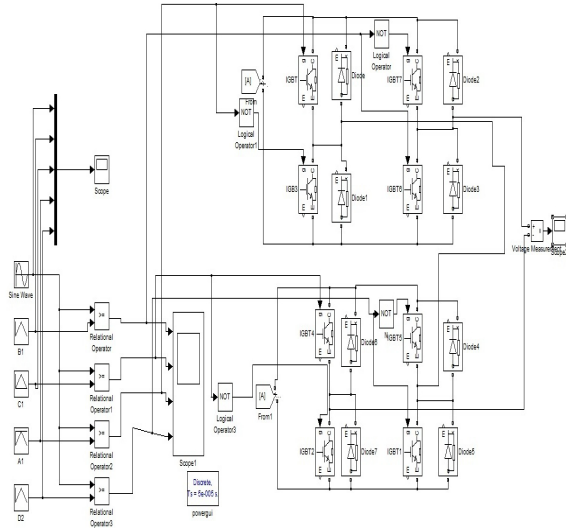 NOT
Logical
Operator
[A]
From
IGBT
Diode
IGBT7
Diode2
NOT
Logical
Operator1
IGB3
Diode1
IGBT6
Diode3
Scope
Voltage Measurement
Scope2
Sine Wave
>=
Relational
Operator
B1
>=
Relational
Operator1
C1
>=
Relational
Operator2
A1
>=
Relational
Operator3
D2
Scope1
NOT
Logical
Operator3
[A]
From1
IGBT4
Diode6
NOT
IGBT5
Diode4
IGBT2
Diode7
IGBT1
Diode5
Discrete,
Ts = 5e-005 s.
powergui